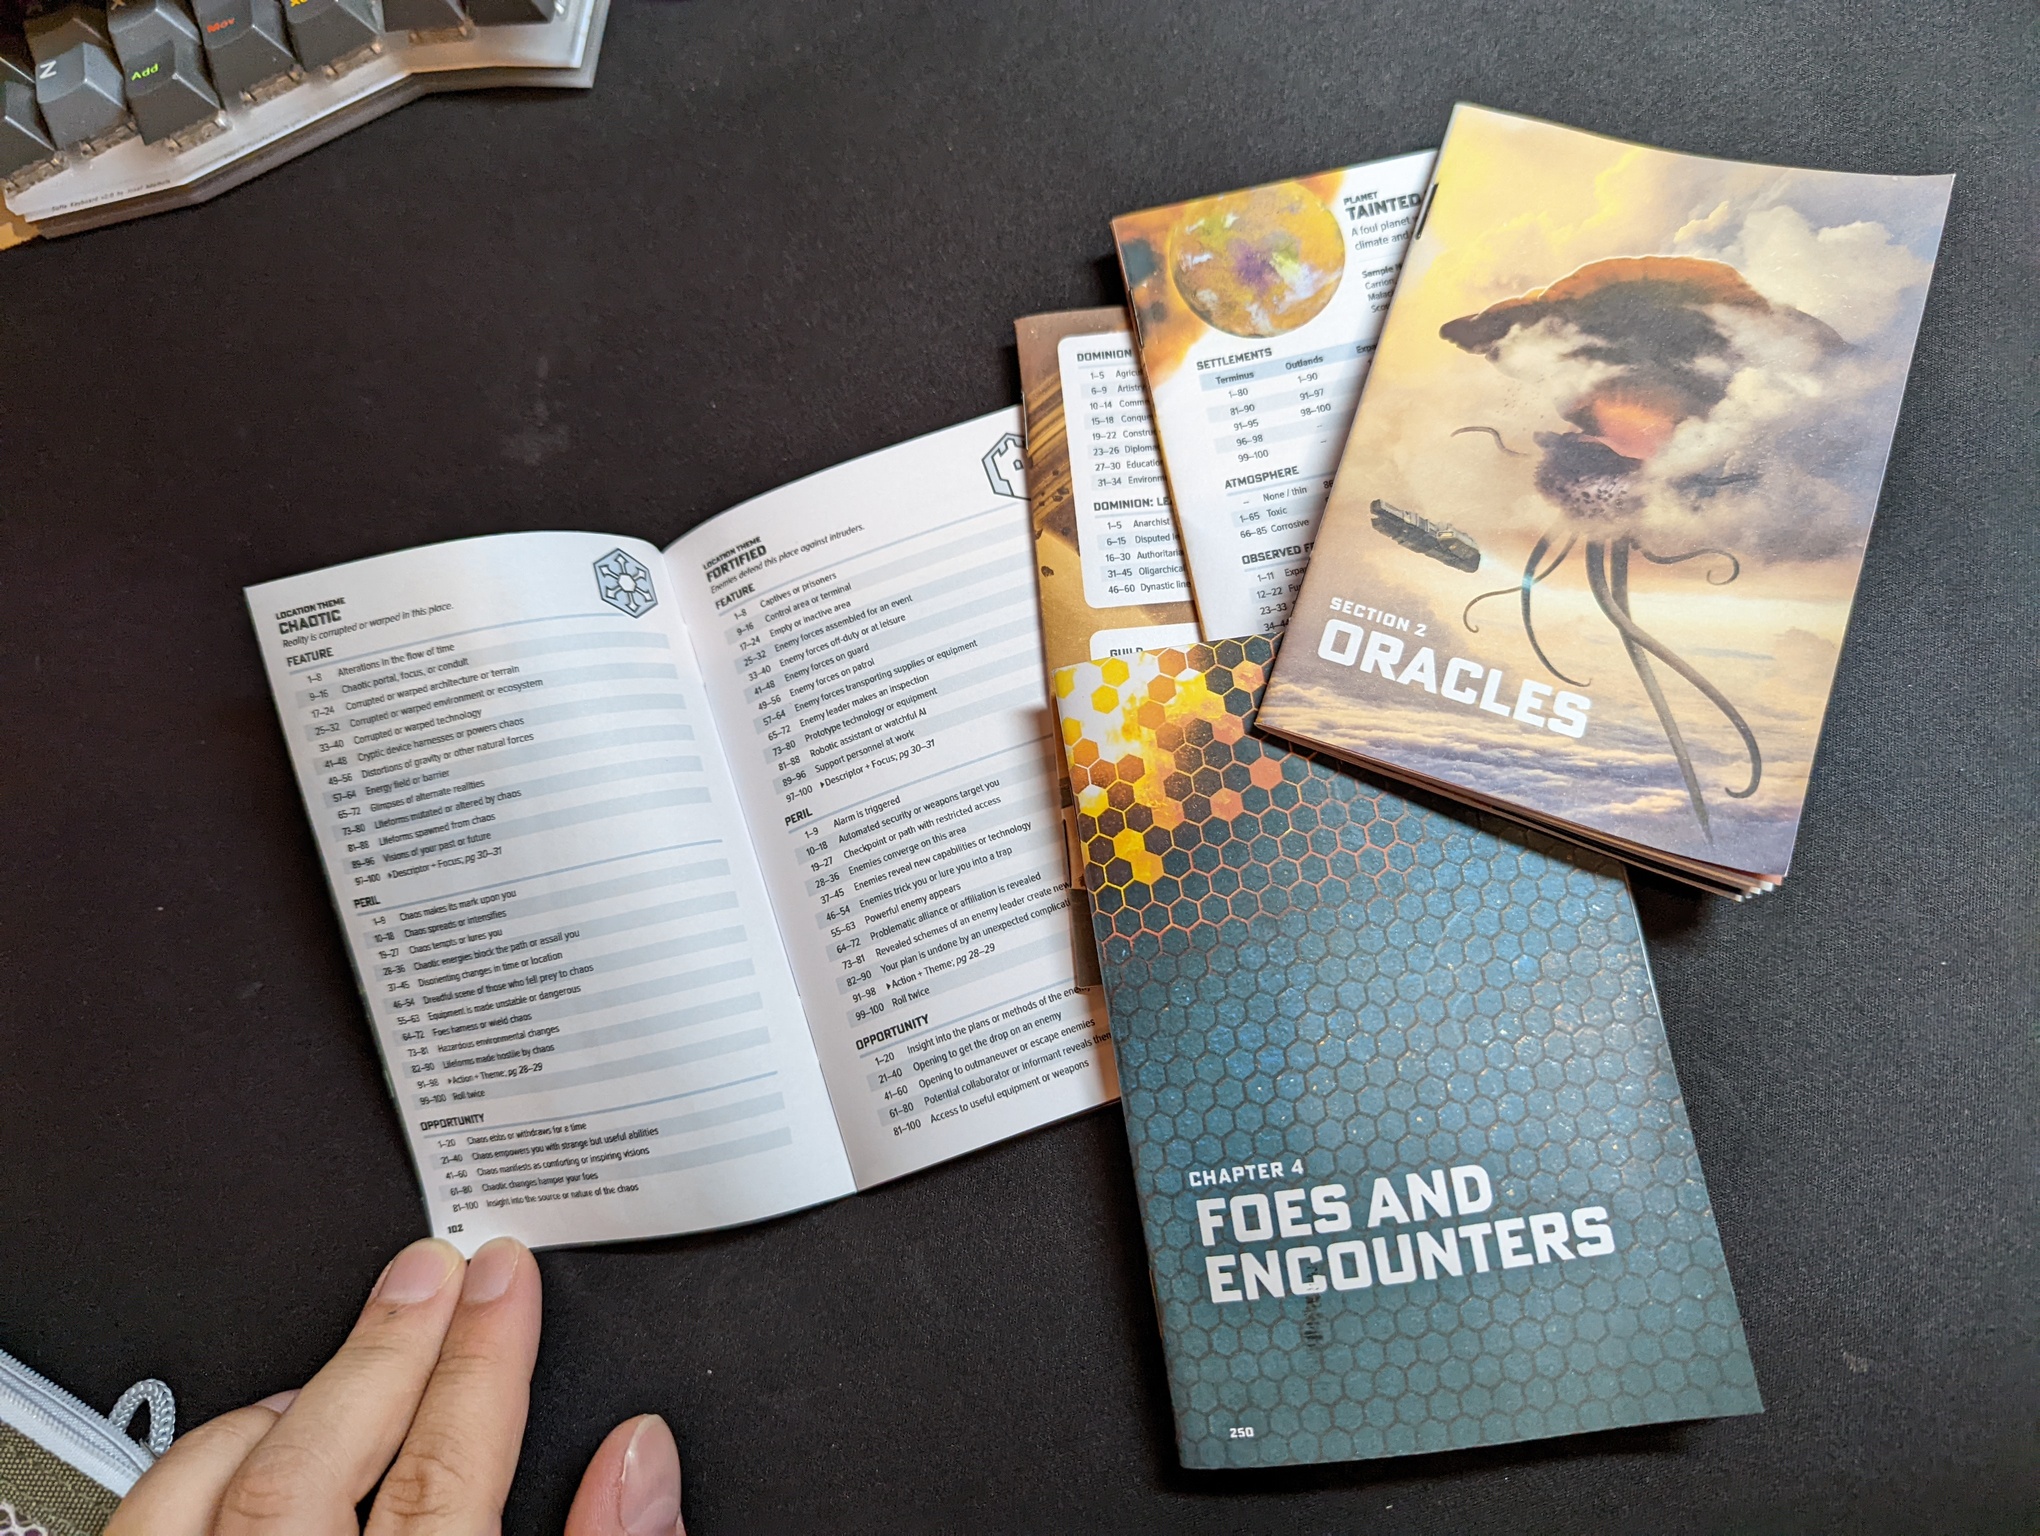 Mov
Z
Add
Sofle Keyboard v2.0 by Josef Adamcik
LOCATION THEME
CHAOTIC
Reality is corrupted or warped in this place.
FEATURE
1–8 Alterations in the flow of time
9–16 Chaotic portal, focus, or conduit
17–24 Corrupted or warped architecture or terrain
25–32 Corrupted or warped environment or ecosystem
33–40 Corrupted or warped technology
41–48 Cryptic device harnesses or powers chaos
49–56 Distortions of gravity or other natural forces
57–64 Energy field or barrier
65–72 Glimpses of alternate realities
73–80 Lifeforms mutated or altered by chaos
81–88 Lifeforms spawned from chaos
89–96 Visions of your past or future
97–100 ▸Descriptor + Focus; pg 30–31
PERIL
1–9 Chaos makes its mark upon you
10–18 Chaos spreads or intensifies
19–27 Chaos tempts or lures you
28–36 Chaotic energies block the path or assail you
37–45 Disorienting changes in time or location
46–54 Dreadful scene of those who fell prey to chaos
55–63 Equipment is made unstable or dangerous
64–72 Foes harness or wield chaos
73–81 Hazardous environmental changes
82–90 Lifeforms made hostile by chaos
91–98 ▸Action + Theme; pg 28–29
99–100 Roll twice
OPPORTUNITY
1–20 Chaos ebbs or withdraws for a time
21–40 Chaos empowers you with strange but useful abilities
41–60 Chaos manifests as comforting or inspiring visions
61–80 Chaotic changes hamper your foes
81–100 Insight into the source or nature of the chaos
102
LOCATION THEME
FORTIFIED
Enemies defend this place against intruders.
FEATURE
1–8 Captives or prisoners
9–16 Control area or terminal
17–24 Empty or inactive area
25–32 Enemy forces assembled for an event
33–40 Enemy forces off-duty or at leisure
41–48 Enemy forces on guard
49–56 Enemy forces on patrol
57–64 Enemy forces transporting supplies or equipment
65–72 Enemy leader makes an inspection
73–80 Prototype technology or equipment
81–88 Robotic assistant or watchful AI
89–96 Support personnel at work
97–100 ▸Descriptor + Focus; pg 30–31
PERIL
1–9 Alarm is triggered
10–18 Automated security or weapons target you
19–27 Checkpoint or path with restricted access
28–36 Enemies converge on this area
37–45 Enemies reveal new capabilities or technology
46–54 Enemies trick you or lure you into a trap
55–63 Powerful enemy appears
64–72 Problematic alliance or affiliation is revealed
73–81 Revealed schemes of an enemy leader create new
82–90 Your plan is undone by an unexpected
91–98 ▸Action + Theme; pg 28–29
99–100 Roll twice
OPPORTUNITY
1–20 Insight into the plans or methods of the
21–40 Opening to get the drop on an enemy
41–60 Opening to outmaneuver or escape enemies
61–80 Potential collaborator or informant reveals
81–100 Access to useful equipment or weapons
DOMINION
1–5
6–9
10–14
15–18
19–22
23–26
27–30
31–34
DOMINION:
1–5 Anarchist
6–15 Disputed
16–30
31–45 Oligarchical
46–60 Dynastic
GUILD
PLANET
TAINTED
A foul planet
climate and
Sample
SETTLEMENTS
Terminus Outlands
1–80 1–90
81–90 91–97
91–95 98–100
96–98 –
99–100 –
ATMOSPHERE
– None / thin
1–65 Toxic
66–85 Corrosive
OBSERVED
1–11
12–22
23–33
SECTION 2
ORACLES
CHAPTER 4
FOES AND
ENCOUNTERS
250